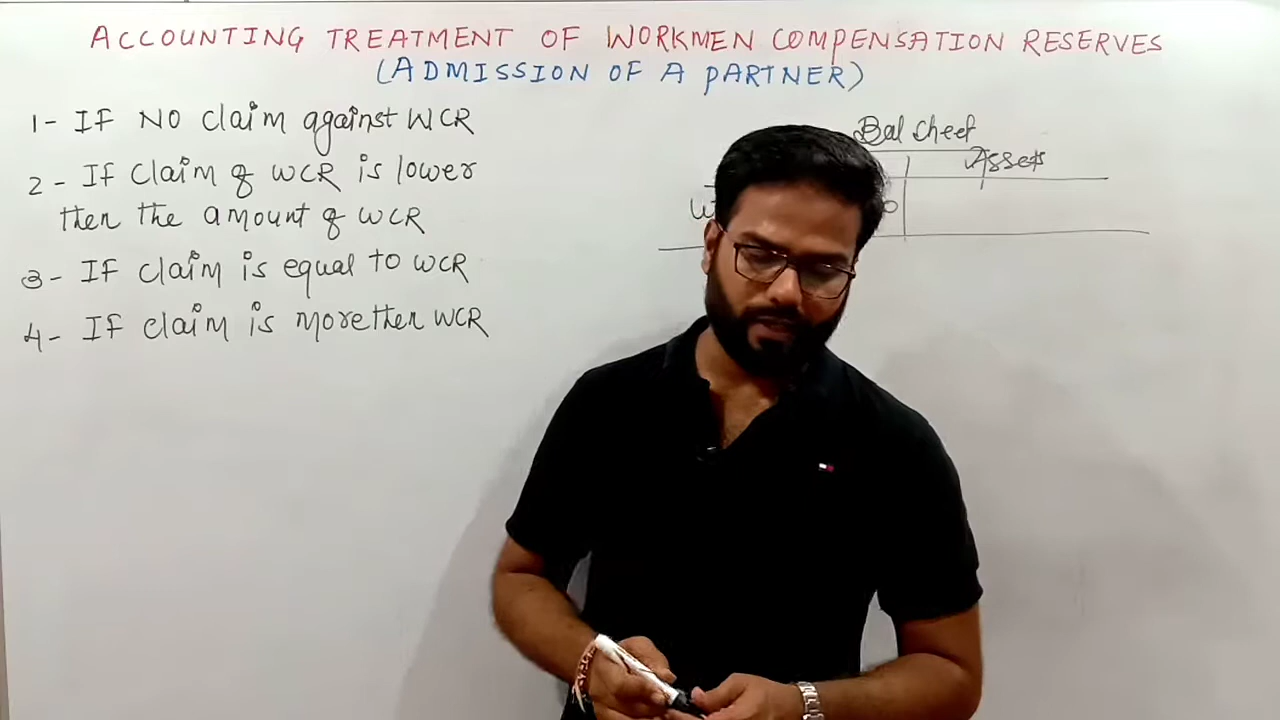 ACCOUNTING TREATMENT OF WORKMEN COMPENSATION RESERVES
(ADMISSION OF A PARTNER)
1- IF NO claim against WCR
2- If claim of WCR is lower
then the amount of WCR
3- IF claim is equal to WCR
4- IF claim is more then WCR
Bal Sheet
Assets